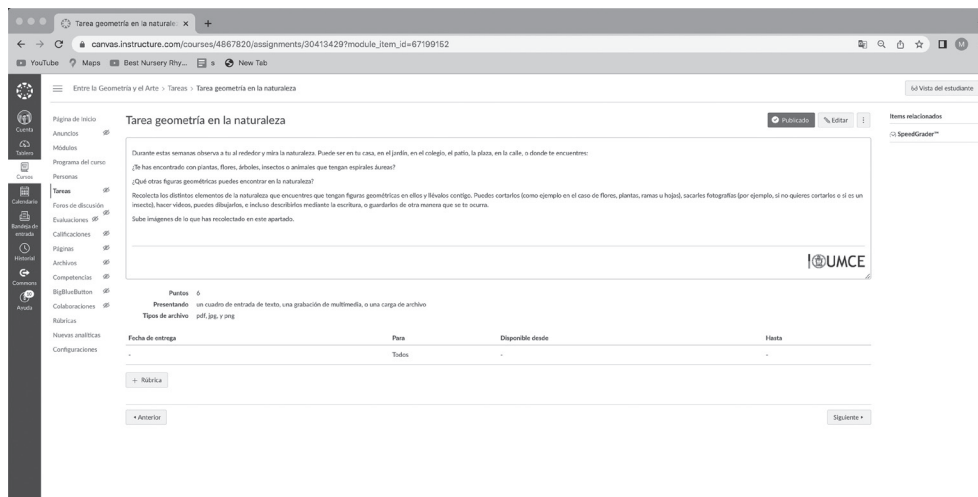 Tarea geometría en la naturale
canvas.instructure.com/courses/4867820/assignments/30413429?module_item_id=67199152
M
YouTube
Maps
Best Nursery Rhy...
s
New Tab
Entre la Geometría y el Arte > Tareas > Tarea geometría en la naturaleza
Vista del estudiante
Cuenta
Tablero
Cursos
Calendario
Bandeja de entrada
Historial
Commons
Ayuda
Página de inicio
Anuncios
Módulos
Programa del curso
Personas
Tareas
Foros de discusión
Evaluaciones
Calificaciones
Páginas
Archivos
Competencias
BigBlueButton
Colaboraciones
Rúbricas
Nuevas analíticas
Configuraciones
Tarea geometría en la naturaleza
Publicado
Editar
Durante estas semanas observa a tu al rededor y mira la naturaleza. Puede ser en tu casa, en el jardín, en el colegio, el patio, la plaza, en la calle, o donde te encuentres:
¿Te has encontrado con plantas, flores, árboles, insectos o animales que tengan espirales áureas?
¿Qué otras figuras geométricas puedes encontrar en la naturaleza?
Recolecta los distintos elementos de la naturaleza que encuentres que tengan figuras geométricas en ellos y llévalos contigo. Puedes cortarlos (como ejemplo en el caso de flores, plantas, ramas u hojas), sacarles fotografías (por ejemplo, si no quieres cortarlos o si es un
insecto), hacer videos, puedes dibujarlos, e incluso describirlos mediante la escritura, o guardarlos de otra manera que se te ocurra.
Sube imágenes de lo que has recolectado en este apartado.
UMCE
Puntos 6
Presentando un cuadro de entrada de texto, una grabación de multimedia, o una carga de archivo
Tipos de archivo pdf, jpg, y png
Fecha de entrega Para Disponible desde Hasta
- Todos - -
+ Rúbrica
Anterior
Siguiente
Items relacionados
SpeedGrader™